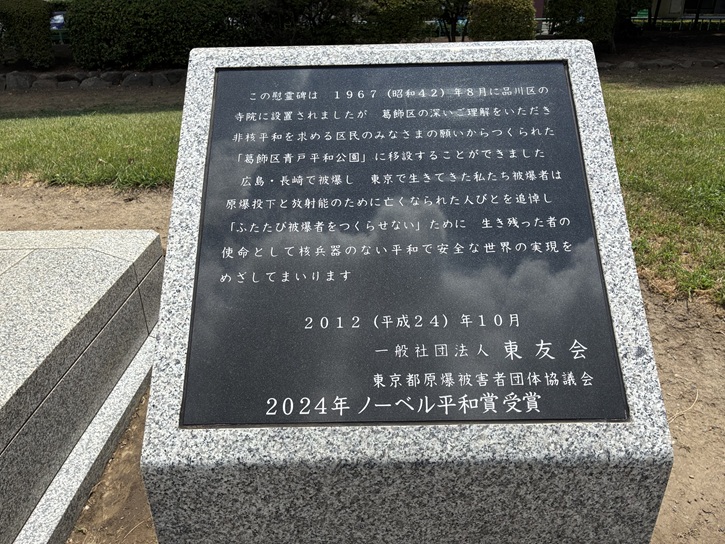 この慰霊碑は　１９６７（昭和４２）年８月に品川区の
寺院に設置されましたが　葛飾区の深いご理解をいただき
非核平和を求める区民のみなさまの願いからつくられた
「葛飾区青戸平和公園」に移設することができました
広島・長崎で被爆し　東京で生きてきた私たち被爆者は
原爆投下と放射能のために亡くなられた人びとを追悼し
「ふたたび被爆者をつくらせない」ために　生き残った者の
使命として核兵器のない平和で安全な世界の実現を
めざしてまいります
２０１２（平成２４）年１０月
一般社団法人　東友会
東京都原爆被害者団体協議会
2024年 ノーベル平和賞受賞